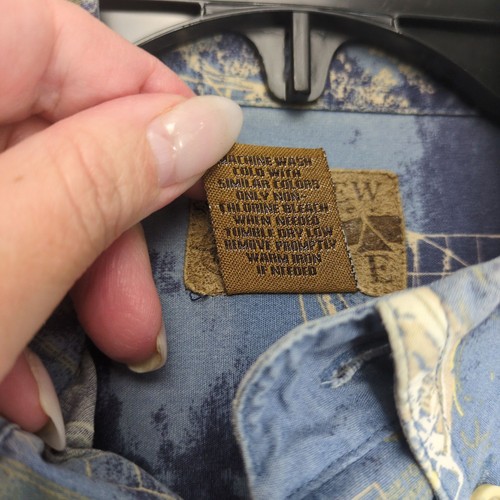 MACHINE WASH
COLD WITH
SIMILAR COLORS
ONLY NON-
CHLORINE BLEACH
WHEN NEEDED
TUMBLE DRY LOW
REMOVE PROMPTLY
WARM IRON
IF NEEDED
EW
E